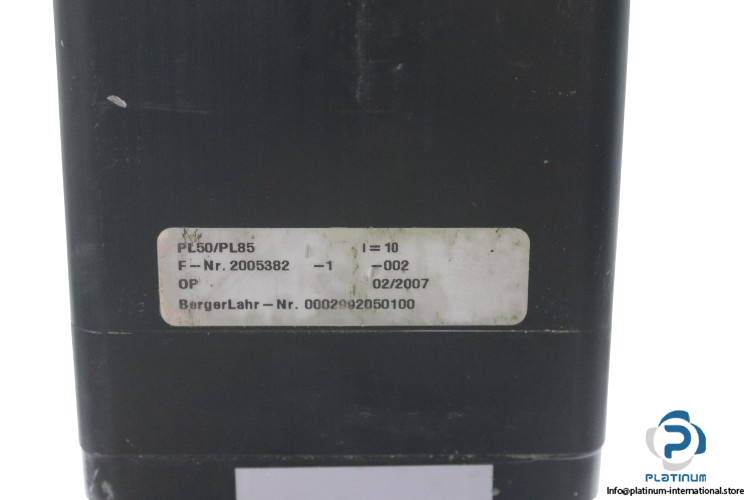 PL50/PL85 I = 10
F-Nr. 2005382 -1 -002
OP 02/2007
BergerLahr-Nr. 0002992050100
PLATINUM
Info@platinum-international.store